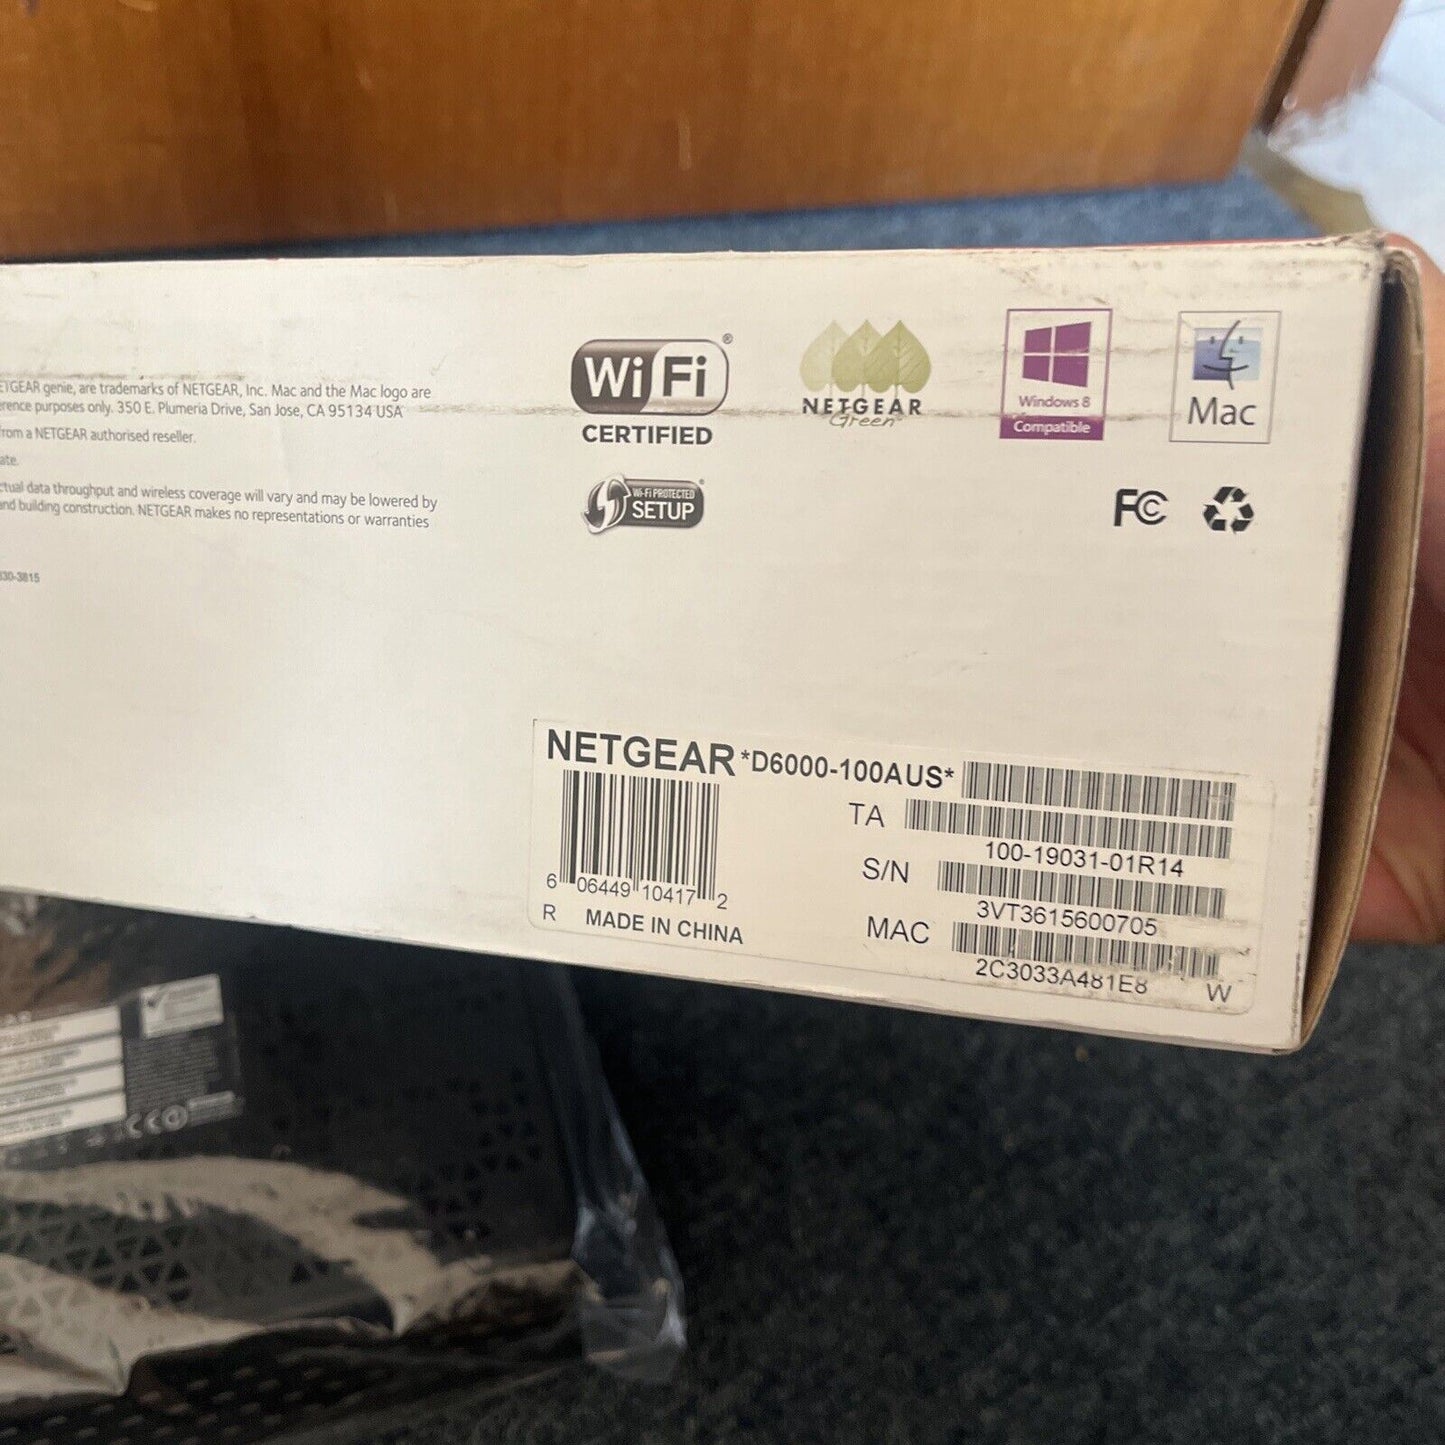 ETGEAR genie, are trademarks of NETGEAR, Inc. Mac and the Mac logo are
erence purposes only. 350 E. Plumeria Drive, San Jose, CA 95134 USA
from a NETGEAR authorised reseller.
ate.
ctual data throughput and wireless coverage will vary and may be lowered by
and building construction. NETGEAR makes no representations or warranties
330-3815
Wi Fi ®
CERTIFIED
Wi-Fi PROTECTED
SETUP
NETGEAR
Green
Windows 8
Compatible
Mac
FC
NETGEAR *D6000-100AUS*
TA
100-19031-01R14
S/N
3VT3615600705
MAC
2C3033A481E8
W
6 06449 10417 2
R MADE IN CHINA